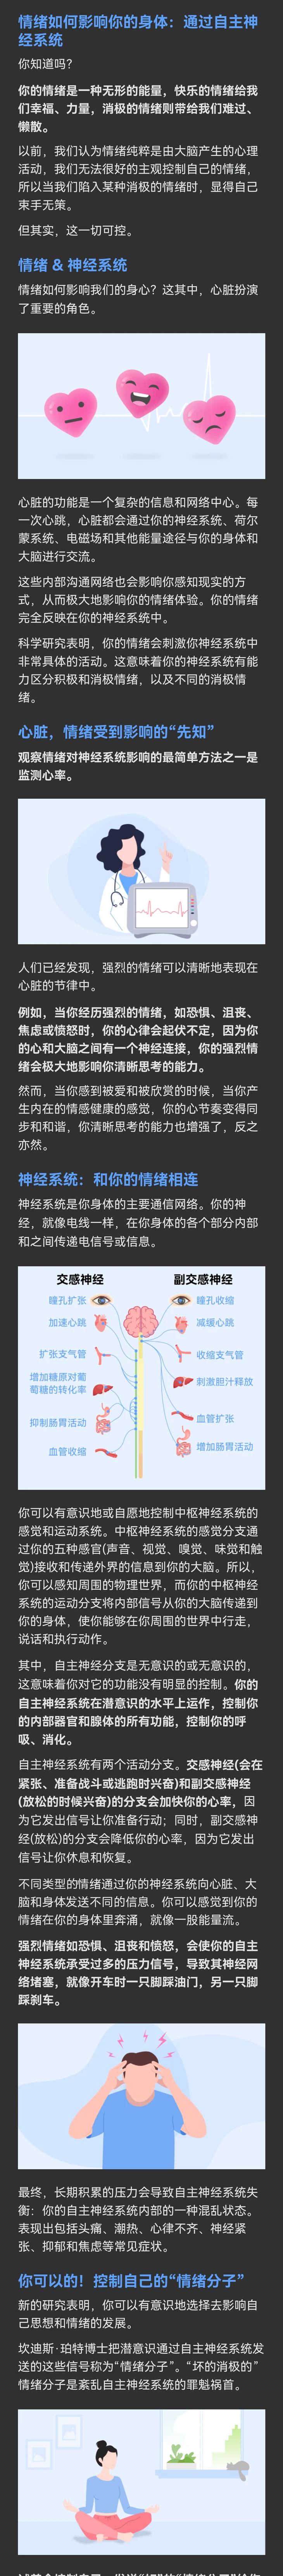 情绪如何影响你的身体：通过自主神
经系统
你知道吗？
你的情绪是一种无形的能量，快乐的情绪给我
们幸福、力量，消极的情绪则带给我们难过、
懒散。
以前，我们认为情绪纯粹是由大脑产生的心理
活动，我们无法很好的主观控制自己的情绪，
所以当我们陷入某种消极的情绪时，显得自己
束手无策。
但其实，这一切可控。
情绪 & 神经系统
情绪如何影响我们的身心？这其中，心脏扮演
了重要的角色。
心脏的功能是一个复杂的信息和网络中心。每
一次心跳，心脏都会通过你的神经系统、荷尔
蒙系统、电磁场和其他能量途径与你的身体和
大脑进行交流。
这些内部沟通网络也会影响你感知现实的方
式，从而极大地影响你的情绪体验。你的情绪
完全反映在你的神经系统中。
科学研究表明，你的情绪会刺激你神经系统中
非常具体的活动。这意味着你的神经系统有能
力区分积极和消极情绪，以及不同的消极情
绪。
心脏，情绪受到影响的“先知”
观察情绪对神经系统影响的最简单方法之一是
监测心率。
人们已经发现，强烈的情绪可以清晰地表现在
心脏的节律中。
例如，当你经历强烈的情绪，如恐惧、沮丧、
焦虑或愤怒时，你的心律会起伏不定，因为你
的心和大脑之间有一个神经连接，你的强烈情
绪会极大地影响你清晰思考的能力。
然而，当你感到被爱和被欣赏的时候，当你产
生内在的情感健康的感觉，你的心节奏变得同
步和和谐，你清晰思考的能力也增强了，反之
亦然。
神经系统：和你的情绪相连
神经系统是你身体的主要通信网络。你的神
经，就像电线一样，在你身体的各个部分内部
和之间传递电信号或信息。
交感神经 副交感神经
瞳孔扩张 瞳孔收缩
加速心跳 减缓心跳
扩张支气管 收缩支气管
增加糖原对葡
萄糖的转化率 刺激胆汁释放
抑制肠胃活动 血管扩张
血管收缩 增加肠胃活动
你可以有意识地或自愿地控制中枢神经系统的
感觉和运动系统。中枢神经系统的感觉分支通
过你的五种感官(声音、视觉、嗅觉、味觉和触
觉)接收和传递外界的信息到你的大脑。所以，
你可以感知周围的物理世界，而你的中枢神经
系统的运动分支将内部信号从你的大脑传递到
你的身体，使你能够在你周围的世界中行走，
说话和执行动作。
其中，自主神经分支是无意识的或无意识的，
这意味着你对它的功能没有明显的控制。你的
自主神经系统在潜意识的水平上运作，控制你
的内部器官和腺体的所有功能，控制你的呼
吸、消化。
自主神经系统有两个活动分支。交感神经(会在
紧张、准备战斗或逃跑时兴奋)和副交感神经
(放松的时候兴奋)的分支会加快你的心率，因
为它发出信号让你准备行动；同时，副交感神
经(放松)的分支会降低你的心率，因为它发出
信号让你休息和恢复。
不同类型的情绪通过你的神经系统向心脏、大
脑和身体发送不同的信息。你可以感觉到你的
情绪在你的身体里奔涌，就像一股能量流。
强烈情绪如恐惧、沮丧和愤怒，会使你的自主
神经系统承受过多的压力信号，导致其神经网
络堵塞，就像开车时一只脚踩油门，另一只脚
踩刹车。
最终，长期积累的压力会导致自主神经系统失
衡：你的自主神经系统内部的一种混乱状态。
表现出包括头痛、潮热、心律不齐、神经紧
张、抑郁和焦虑等常见症状。
你可以的！控制自己的“情绪分子”
新的研究表明，你可以有意识地选择去影响自
己思想和情绪的发展。
坎迪斯·珀特博士把潜意识通过自主神经系统发
送的这些信号称为“情绪分子”。“坏的消极的”
情绪分子是紊乱自主神经系统的罪魁祸首。